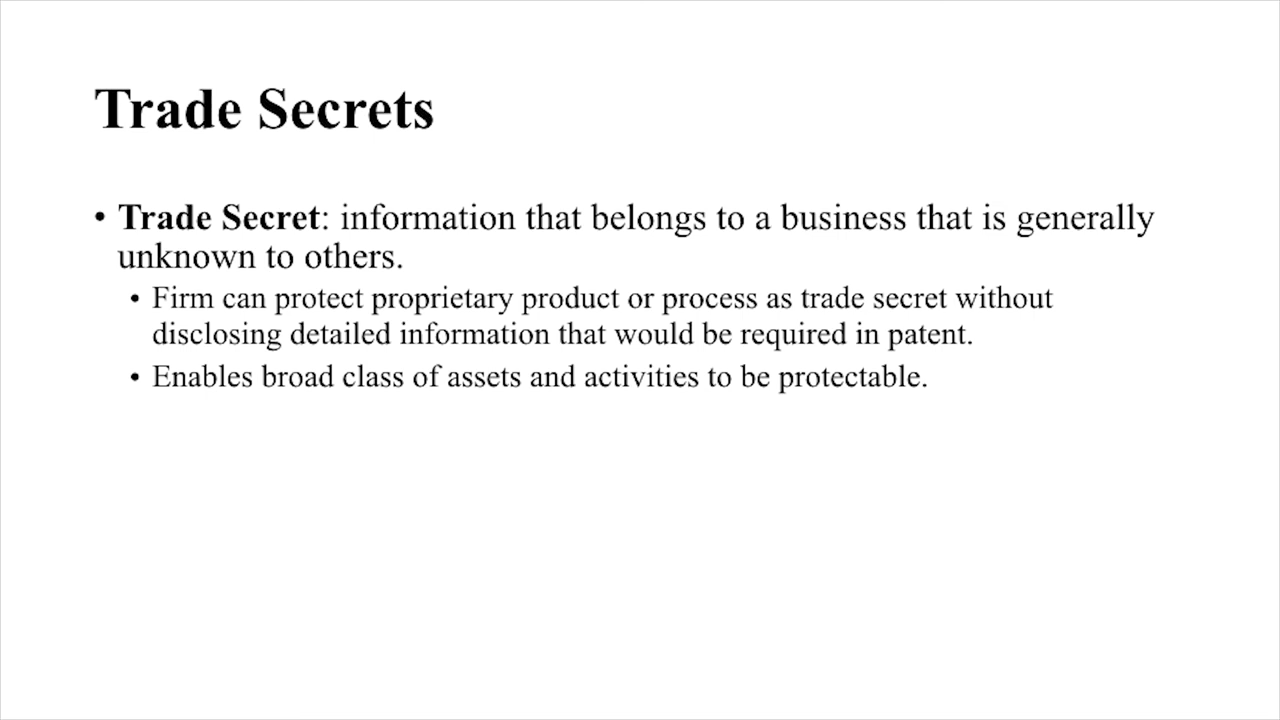 Trade Secrets
• Trade Secret: information that belongs to a business that is generally
unknown to others.
• Firm can protect proprietary product or process as trade secret without
disclosing detailed information that would be required in patent.
• Enables broad class of assets and activities to be protectable.